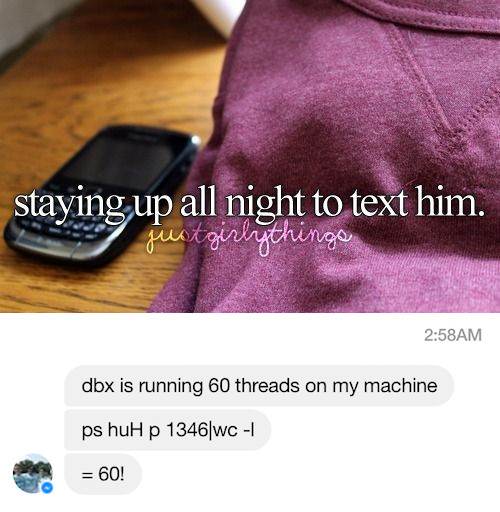 staying up all night to text him.
justgirlythings
2:58AM
dbx is running 60 threads on my machine
ps huH p 1346|wc -l
= 60!